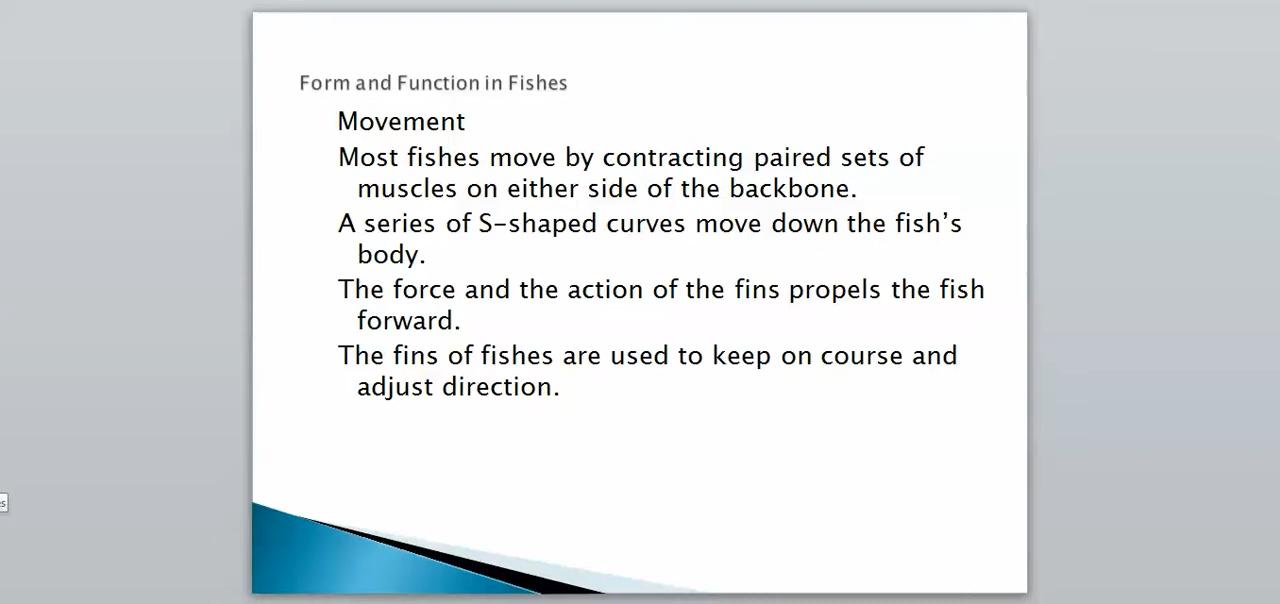 Form and Function in Fishes
Movement
Most fishes move by contracting paired sets of
muscles on either side of the backbone.
A series of S-shaped curves move down the fish's
body.
The force and the action of the fins propels the fish
forward.
The fins of fishes are used to keep on course and
adjust direction.